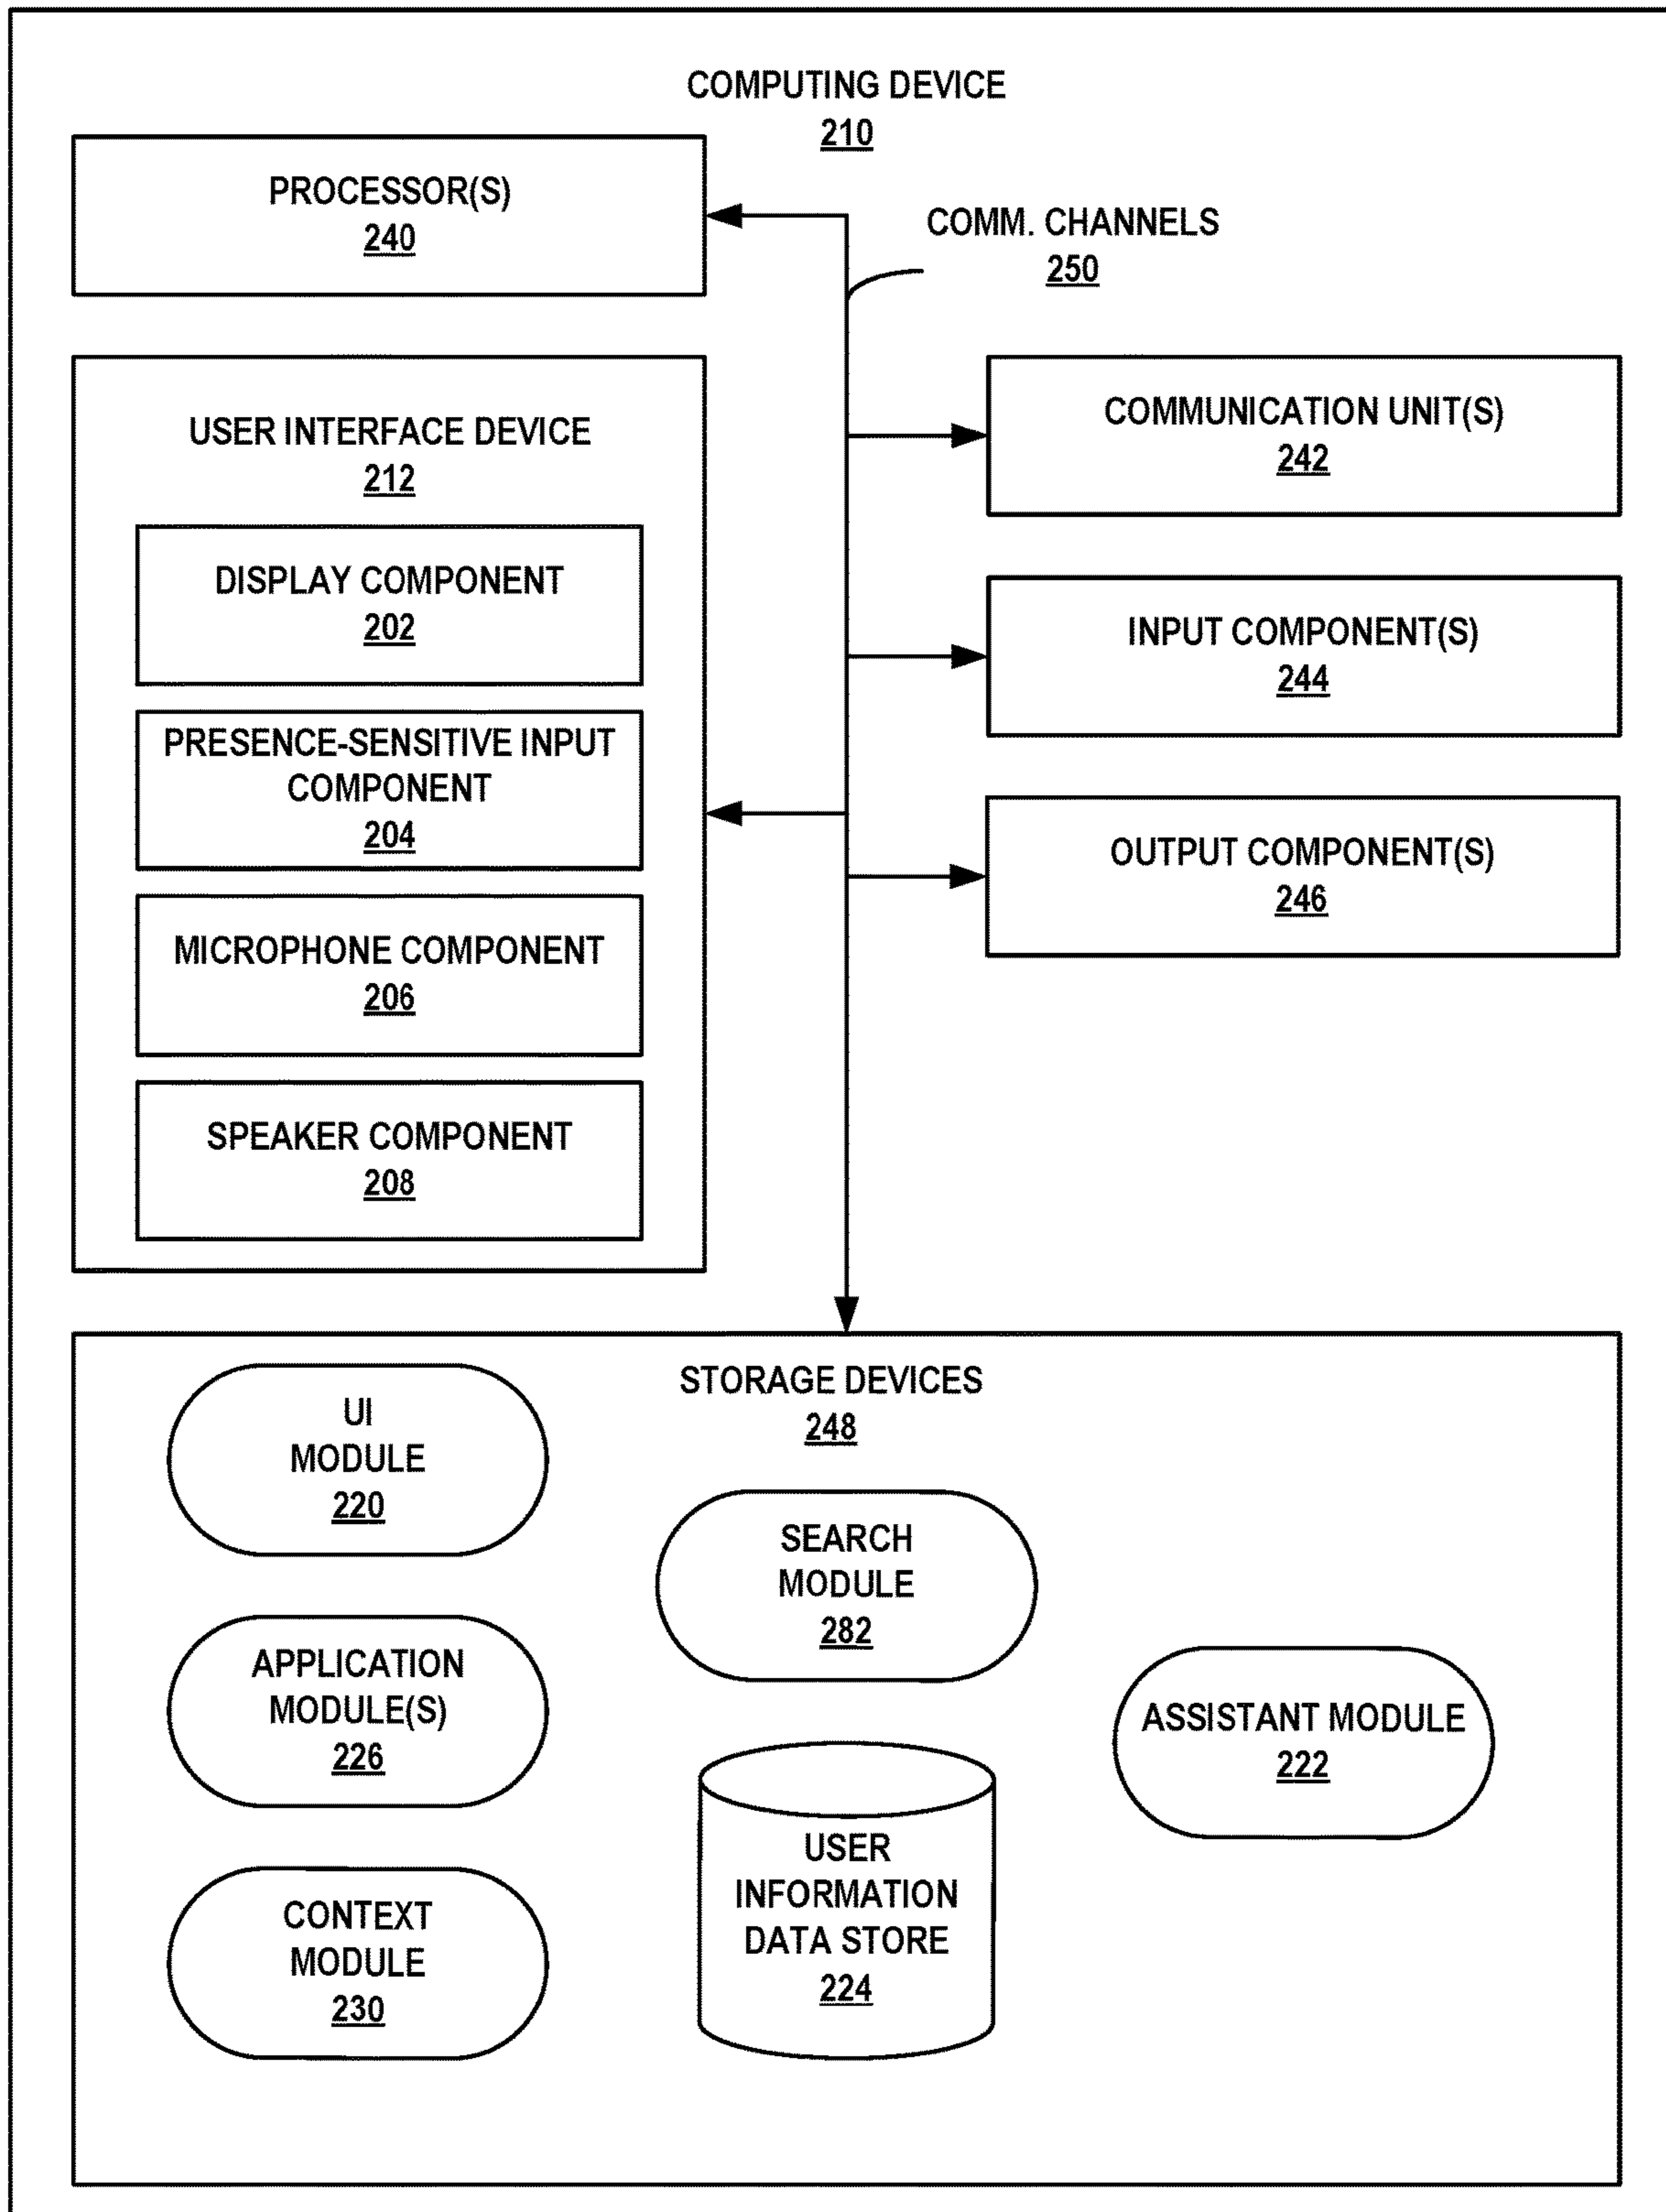 COMPUTING DEVICE
210
PROCESSOR(S)
240
COMM. CHANNELS
250
USER INTERFACE DEVICE
212
DISPLAY COMPONENT
202
PRESENCE-SENSITIVE INPUT
COMPONENT
204
MICROPHONE COMPONENT
206
SPEAKER COMPONENT
208
COMMUNICATION UNIT(S)
242
INPUT COMPONENT(S)
244
OUTPUT COMPONENT(S)
246
STORAGE DEVICES
248
UI
MODULE
220
APPLICATION
MODULE(S)
226
CONTEXT
MODULE
230
SEARCH
MODULE
282
USER
INFORMATION
DATA STORE
224
ASSISTANT MODULE
222